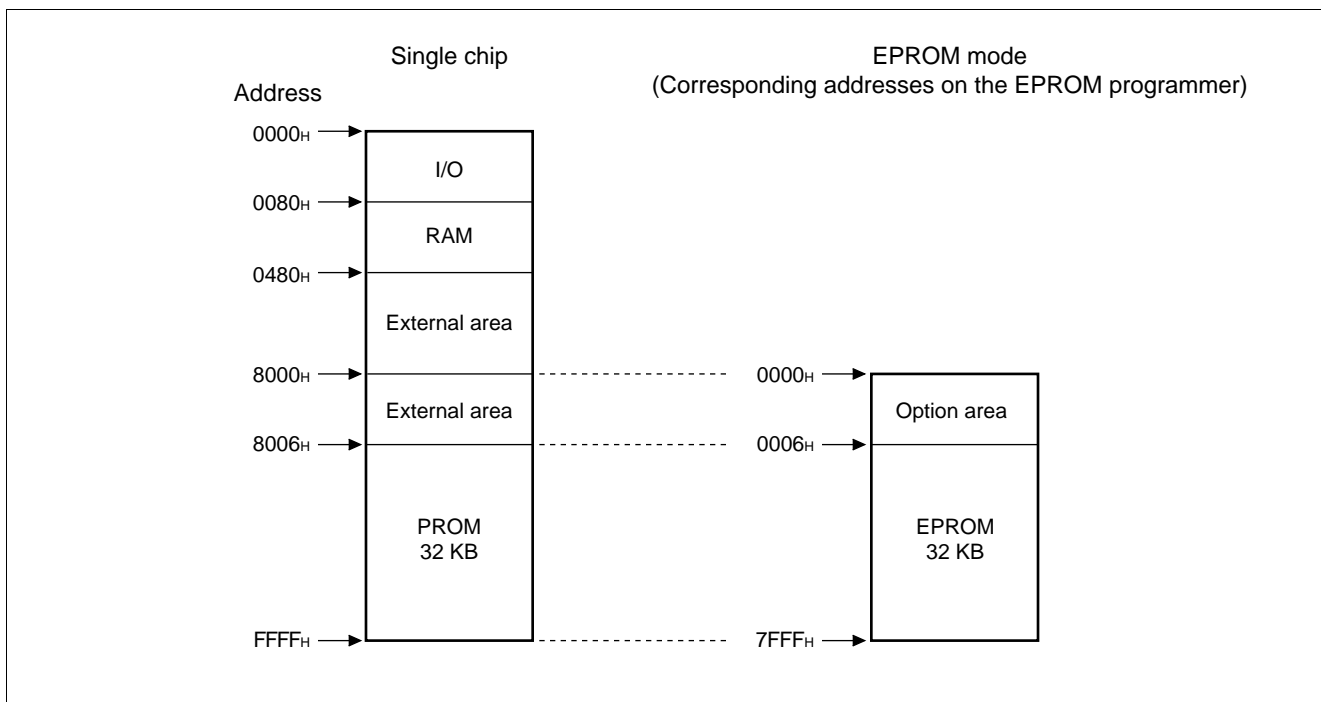 Single chip
EPROM mode
(Corresponding addresses on the EPROM programmer)
Address
0000H
I/O
0080H
RAM
0480H
External area
8000H
0000H
External area
Option area
8006H
0006H
PROM
32 KB
EPROM
32 KB
FFFFH
7FFFH